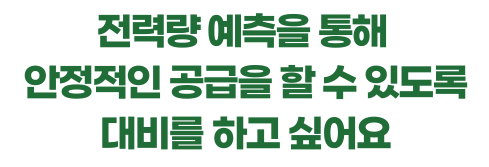 전력량 예측을 통해
안정적인 공급을 할 수 있도록
대비를 하고 싶어요